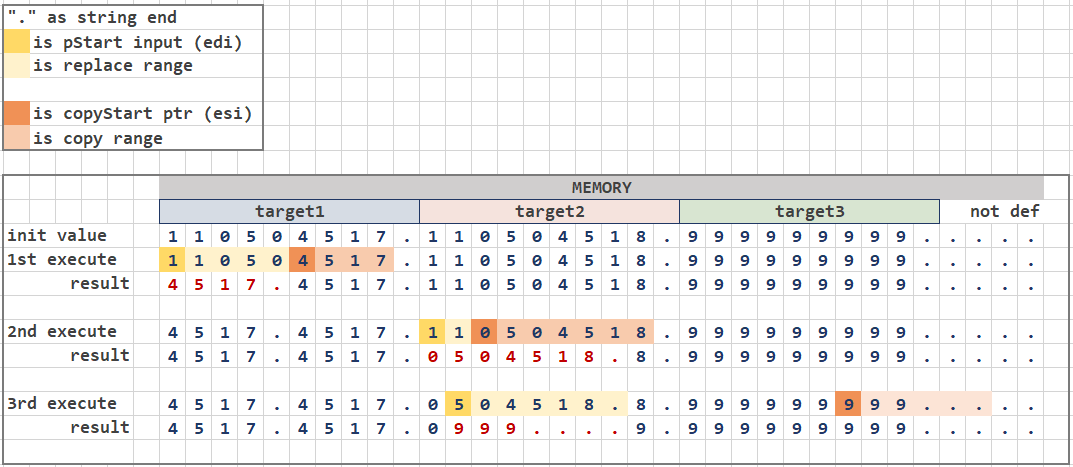 "." as string end
is pStart input (edi)
is replace range
is copyStart ptr (esi)
is copy range
MEMORY
target1 target2 target3 not def
init value 1 1 0 5 0 4 5 1 7 . 1 1 0 5 0 4 5 1 8 . 9 9 9 9 9 9 9 9 9 . . . . .
1st execute 1 1 0 5 0 4 5 1 7 . 1 1 0 5 0 4 5 1 8 . 9 9 9 9 9 9 9 9 9 . . . . .
result 4 5 1 7 . 4 5 1 7 . 1 1 0 5 0 4 5 1 8 . 9 9 9 9 9 9 9 9 9 . . . . .
2nd execute 4 5 1 7 . 4 5 1 7 . 1 1 0 5 0 4 5 1 8 . 9 9 9 9 9 9 9 9 9 . . . . .
result 4 5 1 7 . 4 5 1 7 . 0 5 0 4 5 1 8 . 8 . 9 9 9 9 9 9 9 9 9 . . . . .
3rd execute 4 5 1 7 . 4 5 1 7 . 0 5 0 4 5 1 8 . 8 . 9 9 9 9 9 9 9 9 9 . . . . .
result 4 5 1 7 . 4 5 1 7 . 0 9 9 9 . . . . 9 . 9 9 9 9 9 9 9 9 9 . . . . .